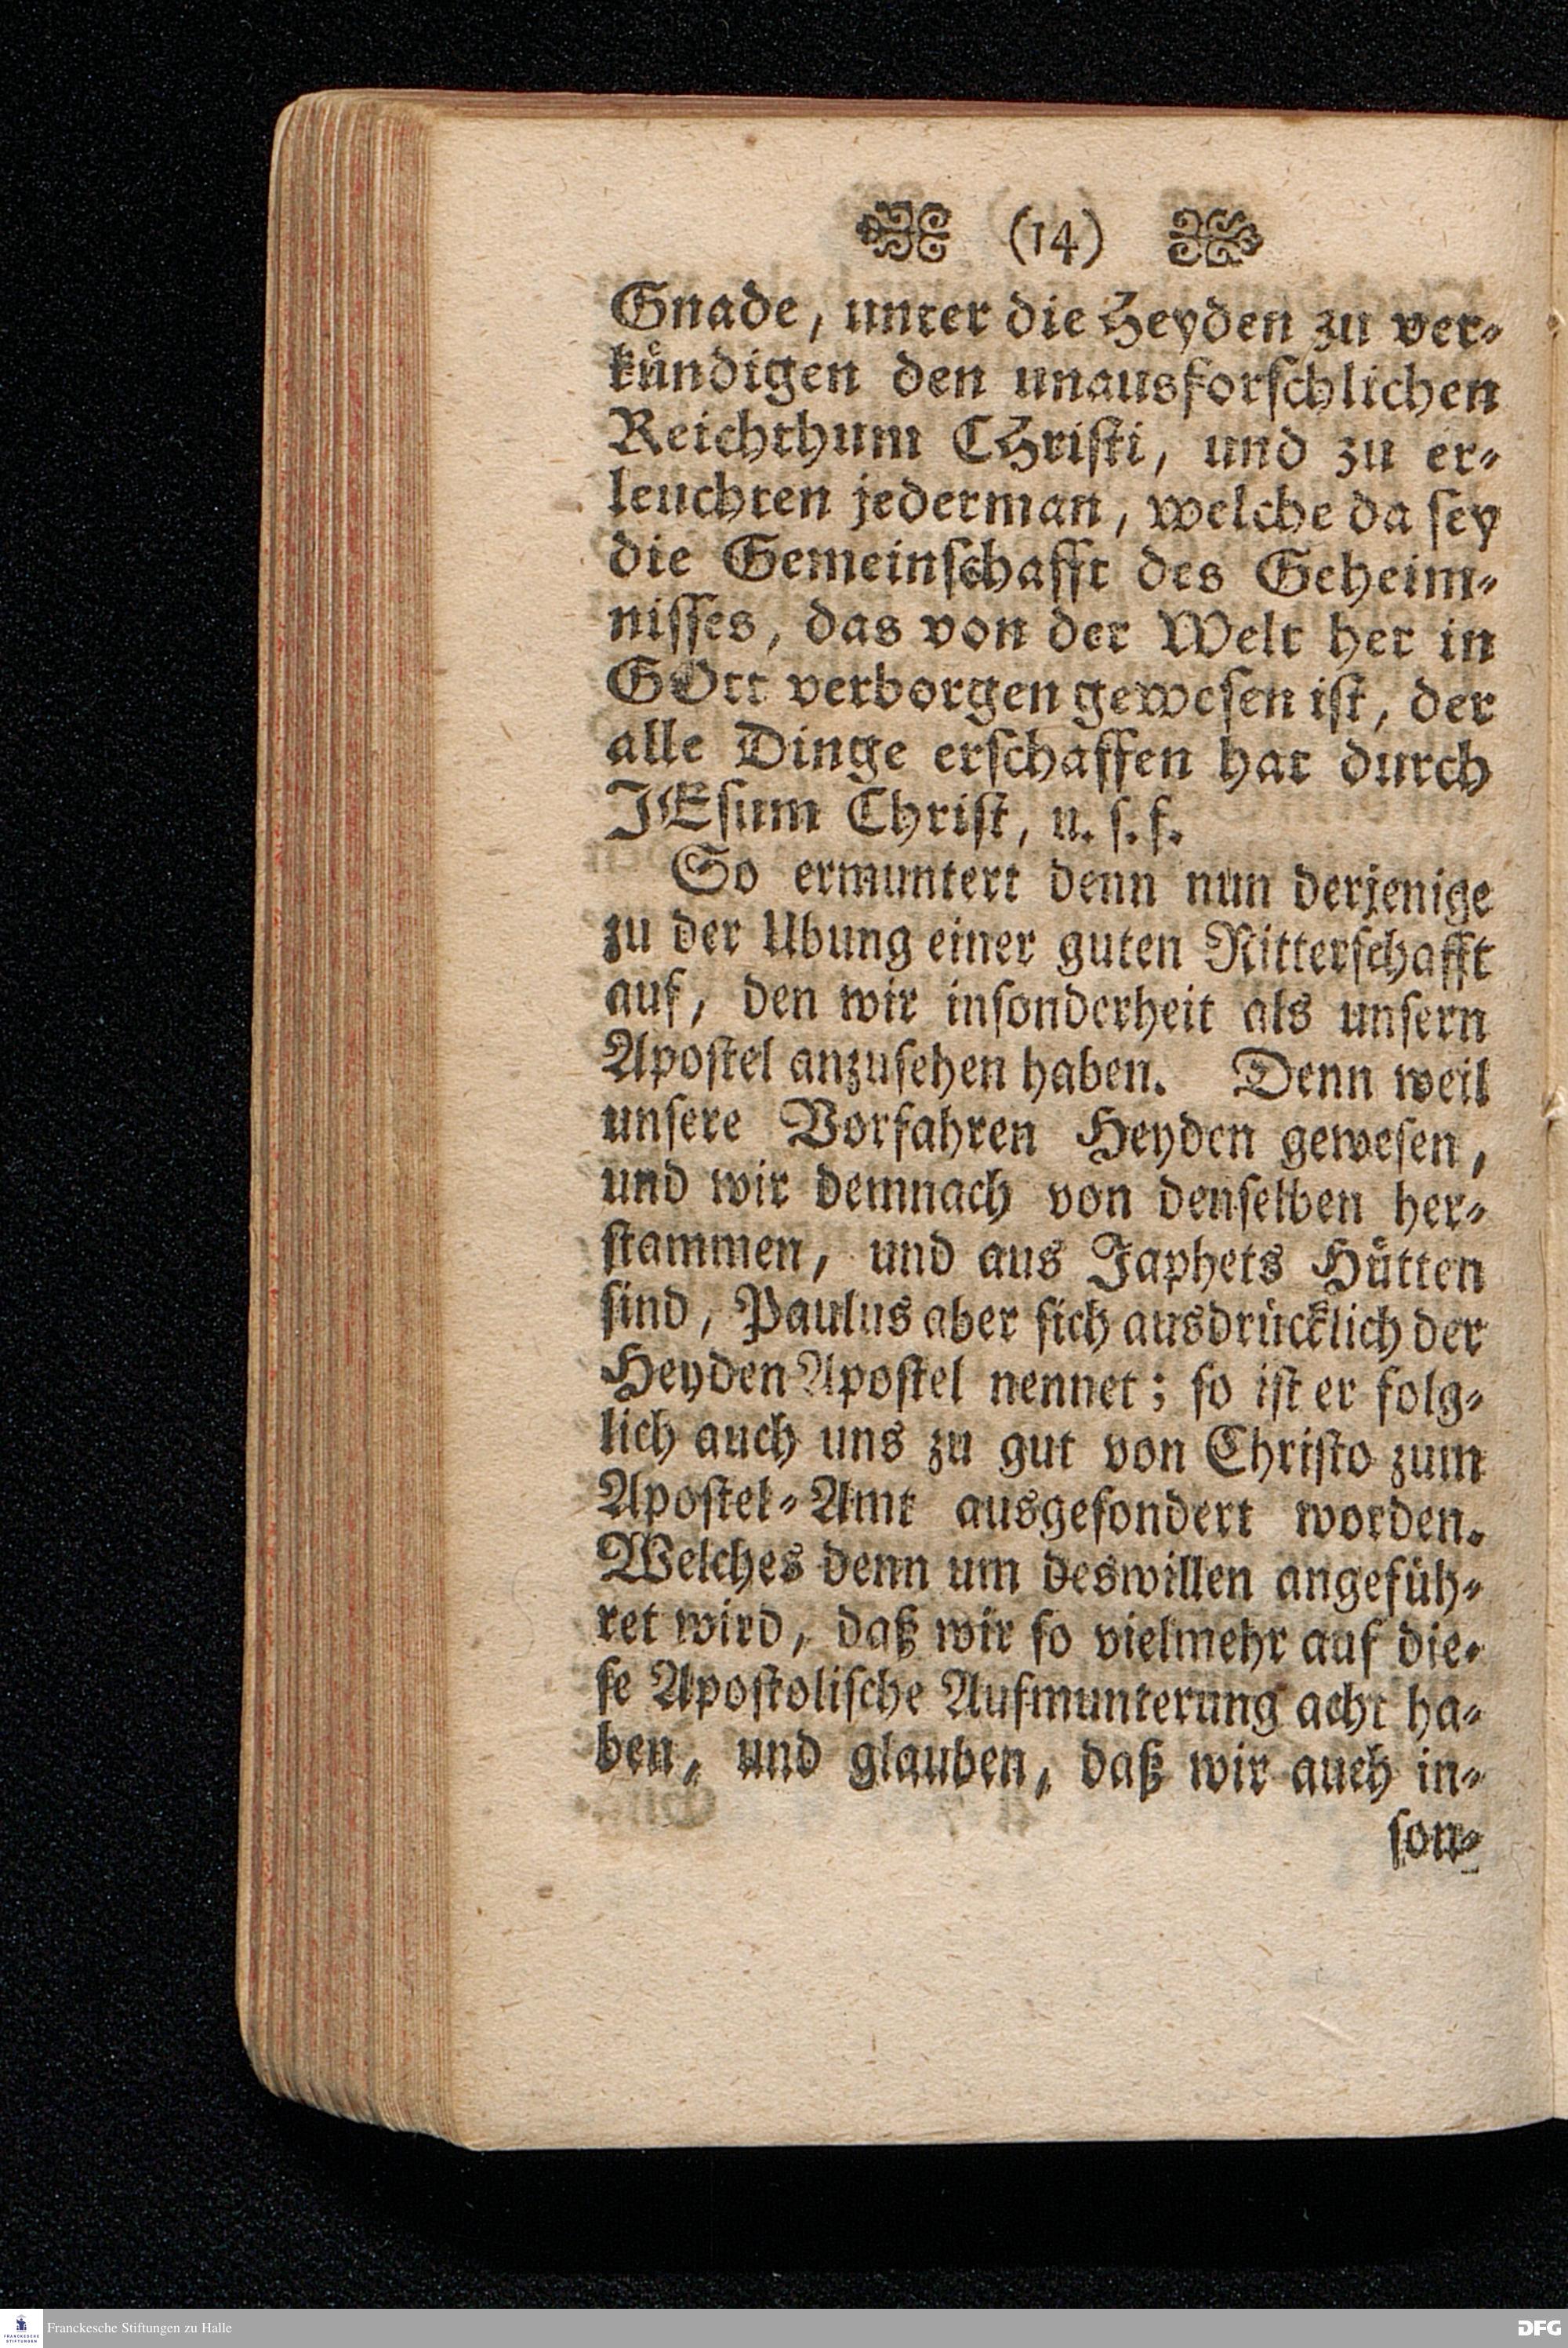 (14)
Gnade, unter die Heyden zu ver-
kündigen den unausforschlichen
Reichthum CHristi, und zu er-
leuchten jederman, welche da sey
die Gemeinschafft des Geheim-
nisses, das von der Welt her in
GOtt verborgen gewesen ist, der
alle Dinge erschaffen hat durch
JEsum Christ, u. s. f.
So ermuntert denn nun derjenige
zu der Ubung einer guten Ritterschafft
auf, den wir insonderheit als unsern
Apostel anzusehen haben. Denn weil
unsere Vorfahren Heyden gewesen,
und wir demnach von denselben her-
stammen, und aus Japhets Hütten
sind, Paulus aber sich ausdrücklich der
Heyden Apostel nennet; so ist er folg-
lich auch uns zu gut von Christo zum
Apostel-Amt ausgesondert worden.
Welches denn um deswillen angefüh-
ret wird, daß wir so vielmehr auf die-
se Apostolische Aufmunterung acht ha-
ben, und glauben, daß wir auch in-
son-
Franckesche Stiftungen zu Halle
DFG